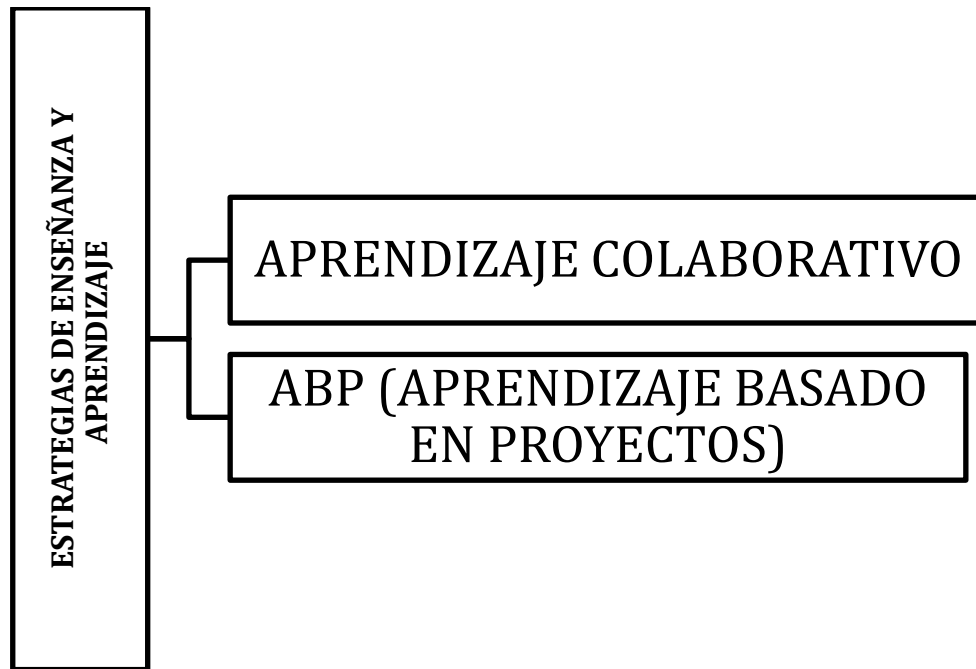 ESTRATEGIAS DE ENSEÑANZA Y
APRENDIZAJE
APRENDIZAJE COLABORATIVO
ABP (APRENDIZAJE BASADO
EN PROYECTOS)